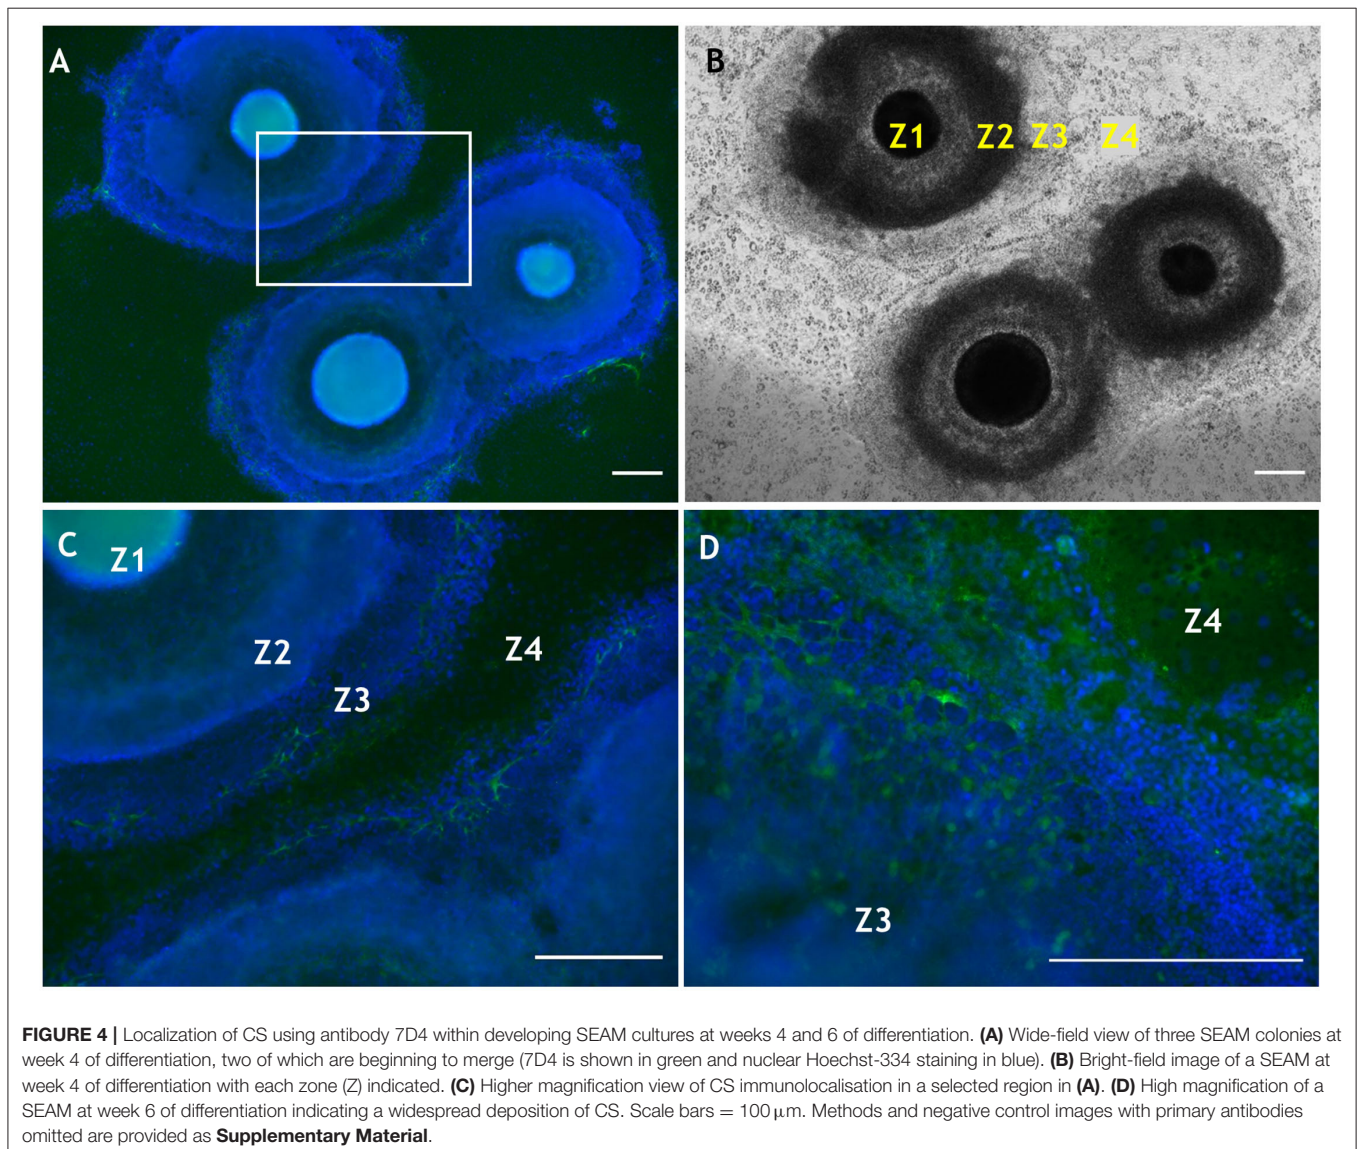 A
B
Z1 Z2 Z3 Z4
C
Z1
Z2
Z3
Z4
D
Z4
Z3
FIGURE 4 | Localization of CS using antibody 7D4 within developing SEAM cultures at weeks 4 and 6 of differentiation. (A) Wide-field view of three SEAM colonies at
week 4 of differentiation, two of which are beginning to merge (7D4 is shown in green and nuclear Hoechst-334 staining in blue). (B) Bright-field image of a SEAM at
week 4 of differentiation with each zone (Z) indicated. (C) Higher magnification view of CS immunolocalisation in a selected region in (A). (D) High magnification of a
SEAM at week 6 of differentiation indicating a widespread deposition of CS. Scale bars = 100 μm. Methods and negative control images with primary antibodies
omitted are provided as Supplementary Material.